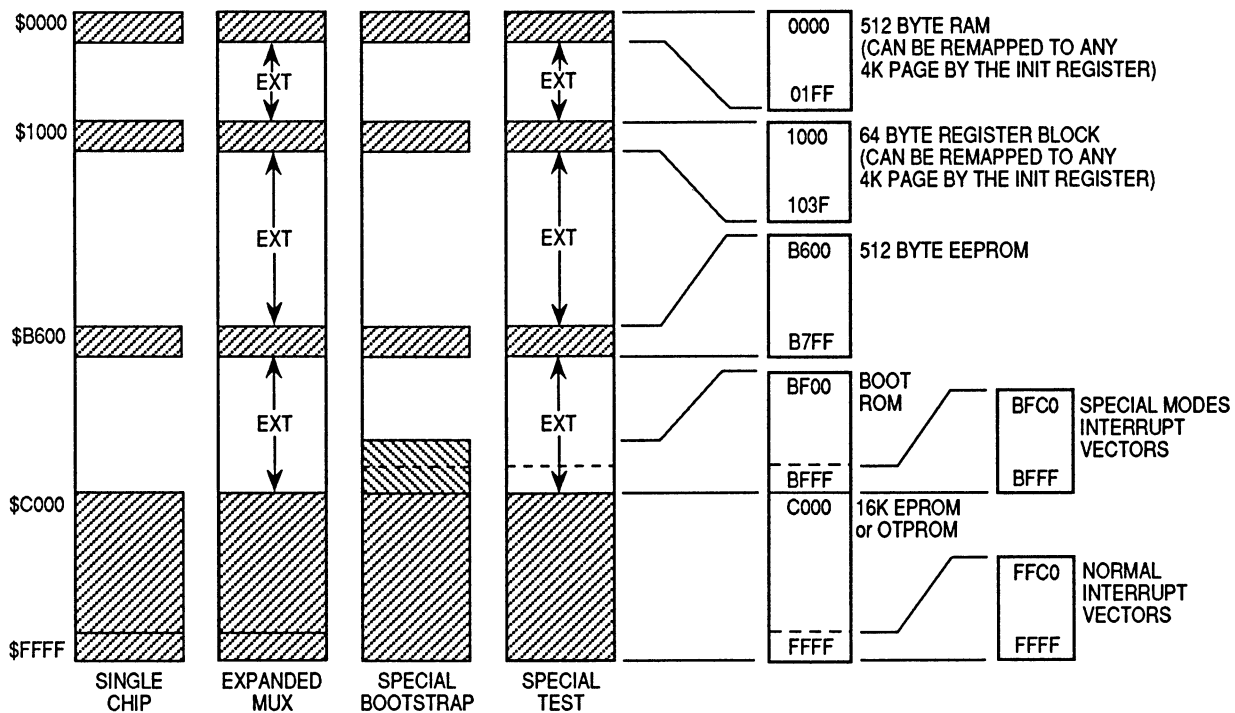 $0000
$1000
$B600
$C000
$FFFF
EXT
EXT
EXT
EXT
EXT
EXT
SINGLE
CHIP
EXPANDED
MUX
SPECIAL
BOOTSTRAP
SPECIAL
TEST
0000
01FF
512 BYTE RAM
(CAN BE REMAPPED TO ANY
4K PAGE BY THE INIT REGISTER)
1000
103F
64 BYTE REGISTER BLOCK
(CAN BE REMAPPED TO ANY
4K PAGE BY THE INIT REGISTER)
B600
B7FF
512 BYTE EEPROM
BF00
BFFF
BOOT
ROM
BFC0
BFFF
SPECIAL MODES
INTERRUPT
VECTORS
C000
FFFF
16K EPROM
or OTPROM
FFC0
FFFF
NORMAL
INTERRUPT
VECTORS